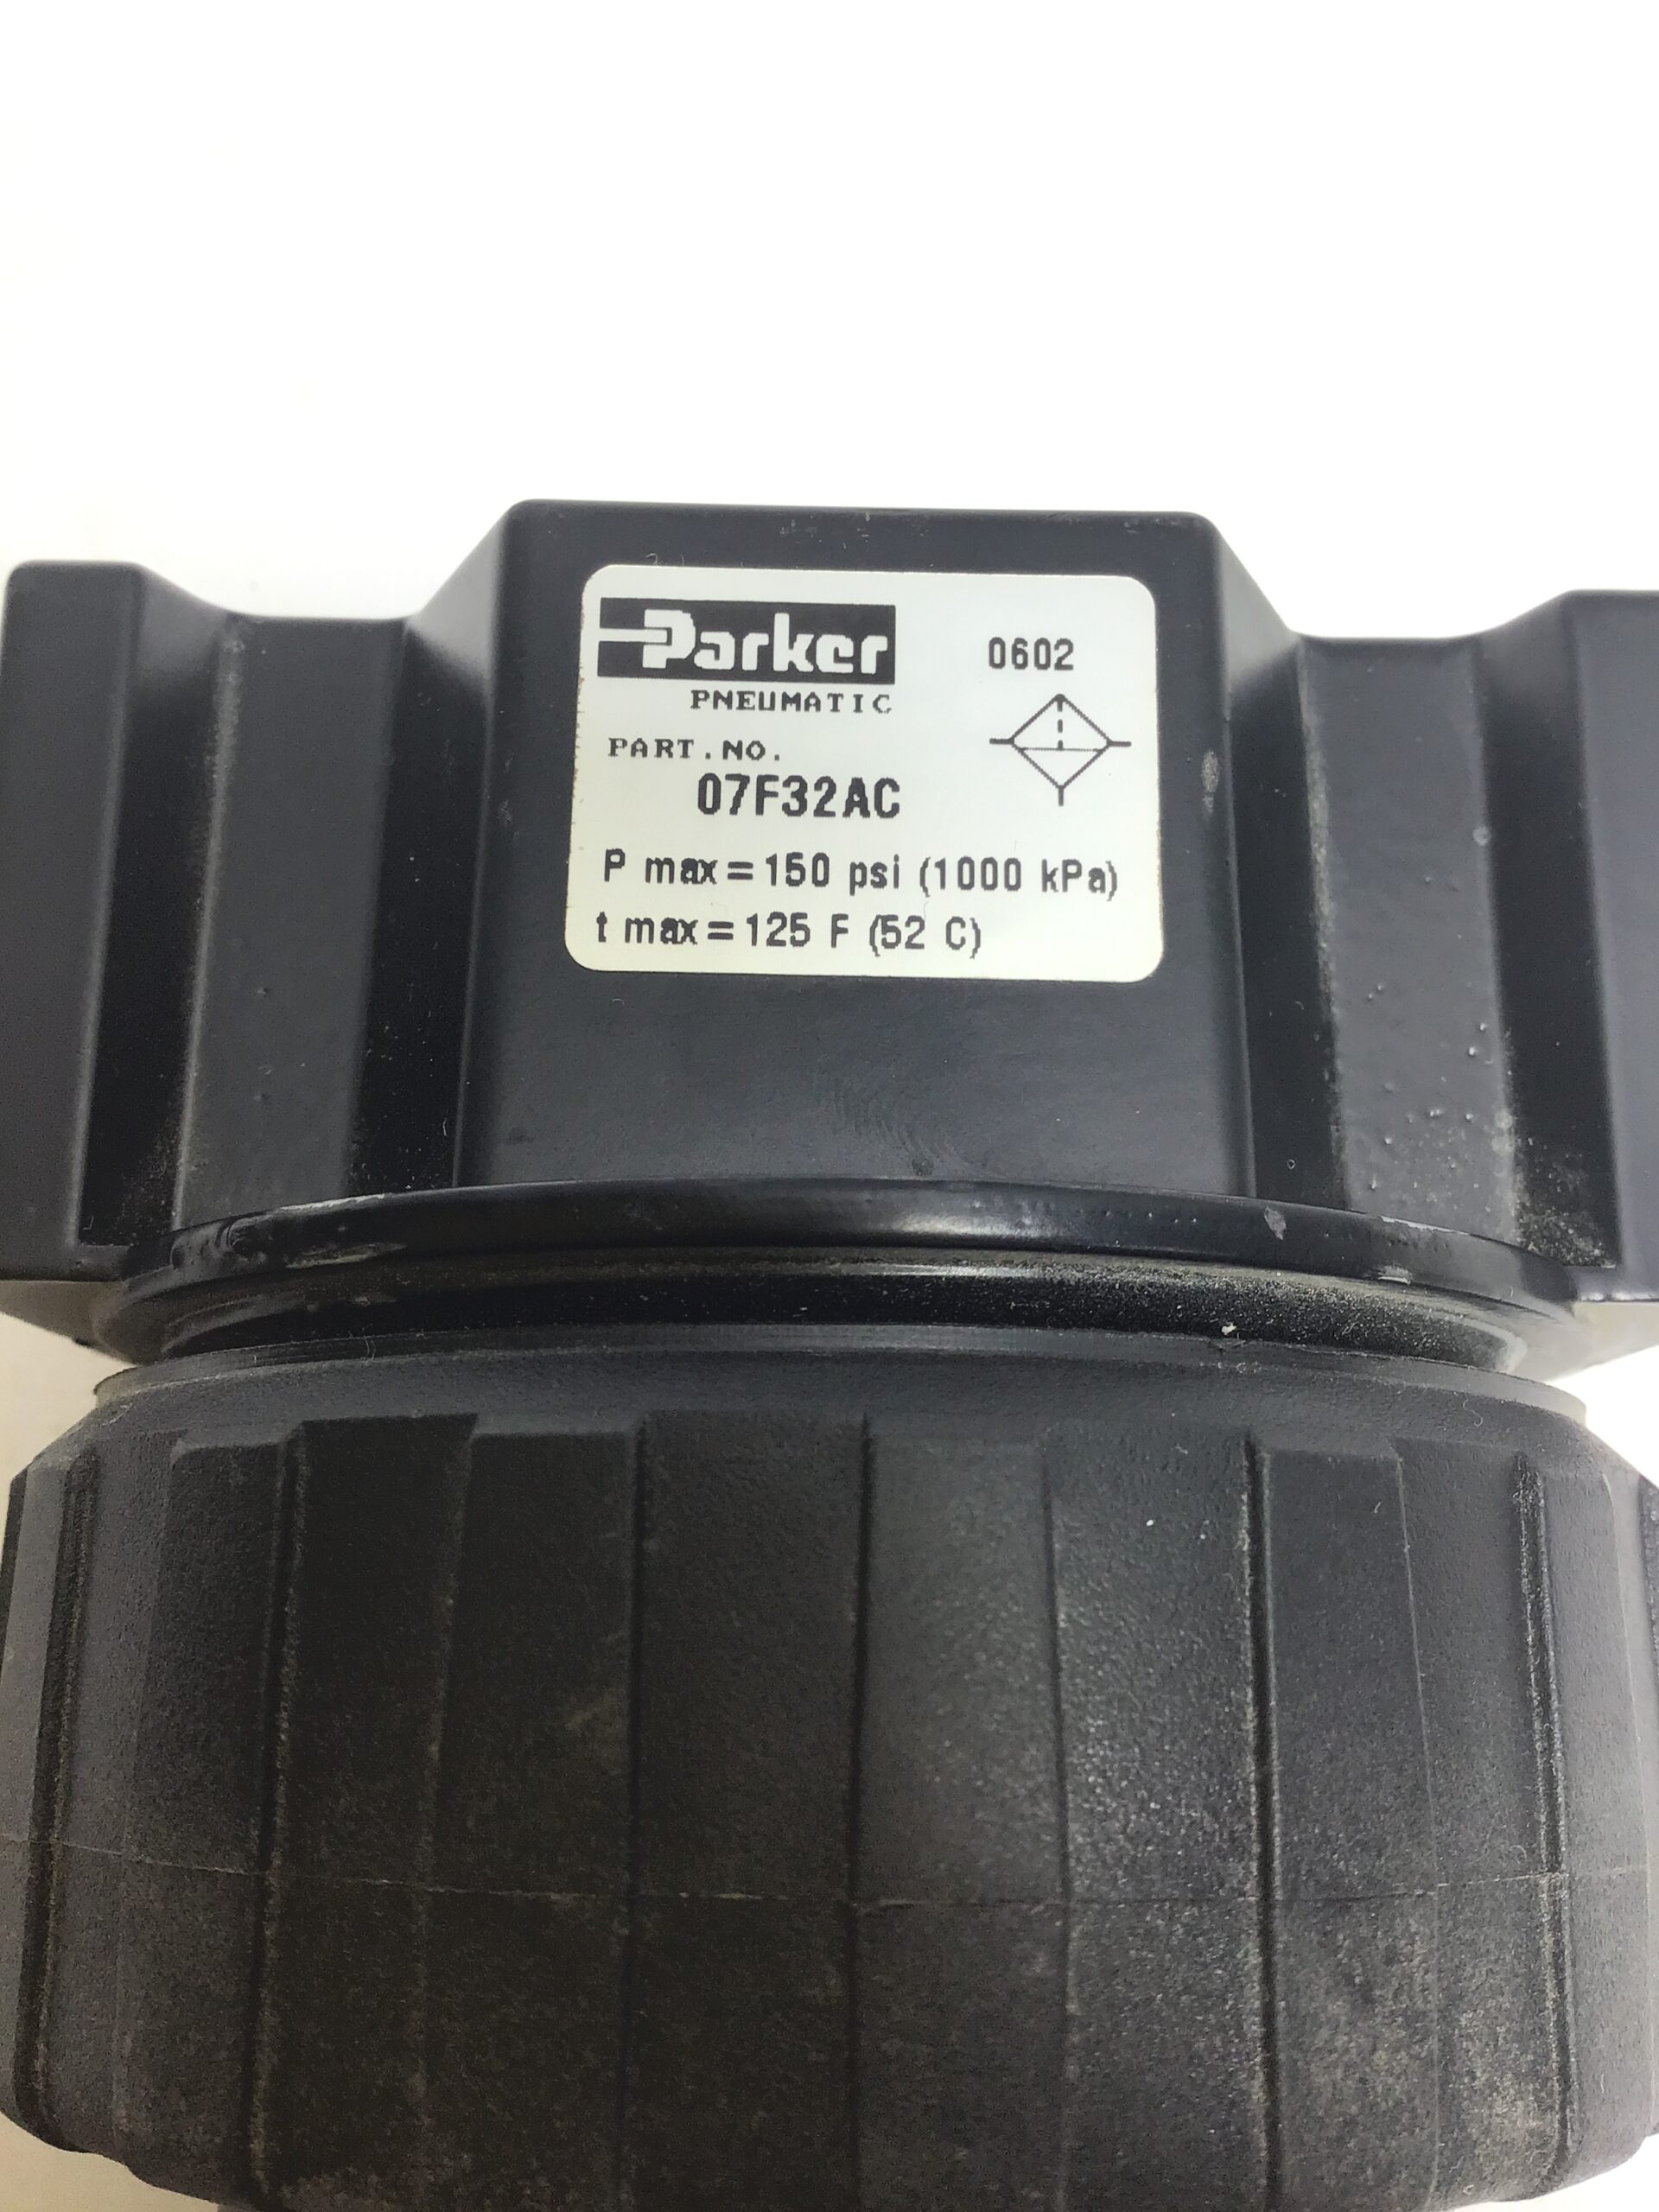 Parker
0602
PNEUMATIC
PART.NO.
07F32AC
P max=150 psi (1000 kPa)
t max=125 F (52 C)